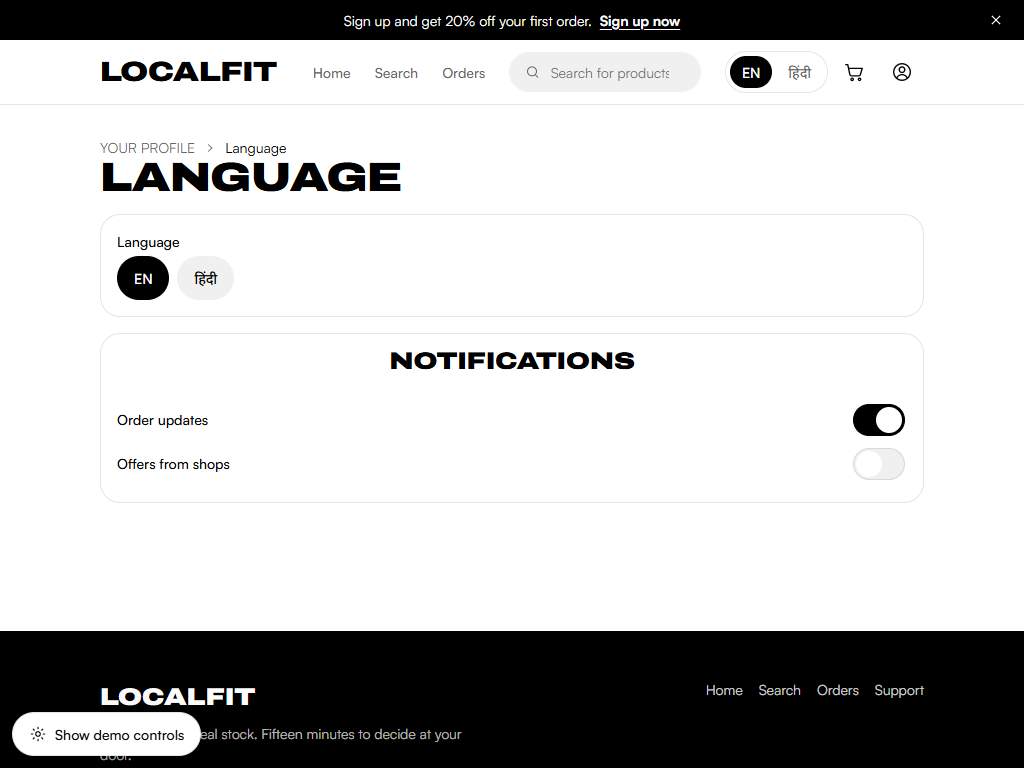 Sign up and get 20% off your first order. Sign up now
LOCALFIT
Home
Search
Orders
Search for products
EN
हिंदी
YOUR PROFILE
Language
LANGUAGE
Language
EN
हिंदी
NOTIFICATIONS
Order updates
Offers from shops
LOCALFIT
Home
Search
Orders
Support
stock. Fifteen minutes to decide at your
door.
Show demo controls